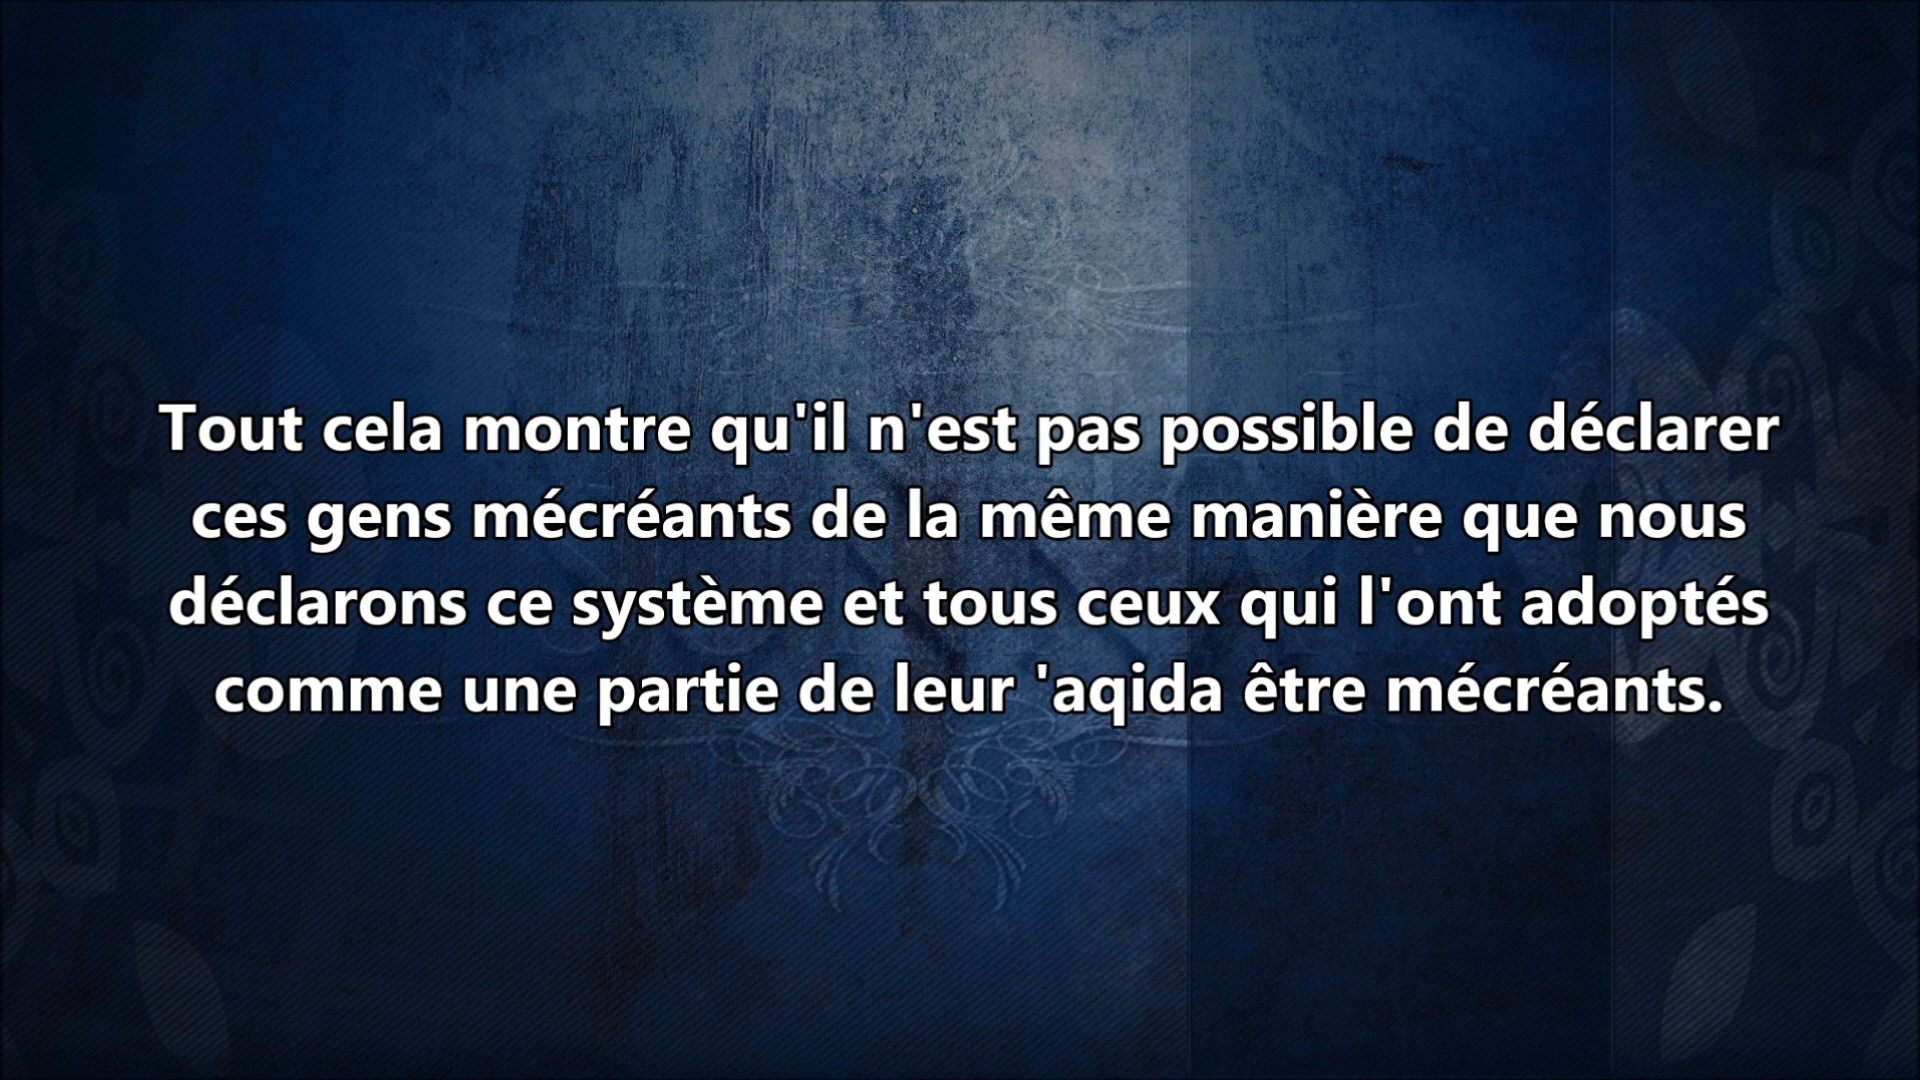 Tout cela montre qu'il n'est pas possible de déclarer
ces gens mécréants de la même manière que nous
déclarons ce système et tous ceux qui l'ont adoptés
comme une partie de leur 'aqida être mécréants.